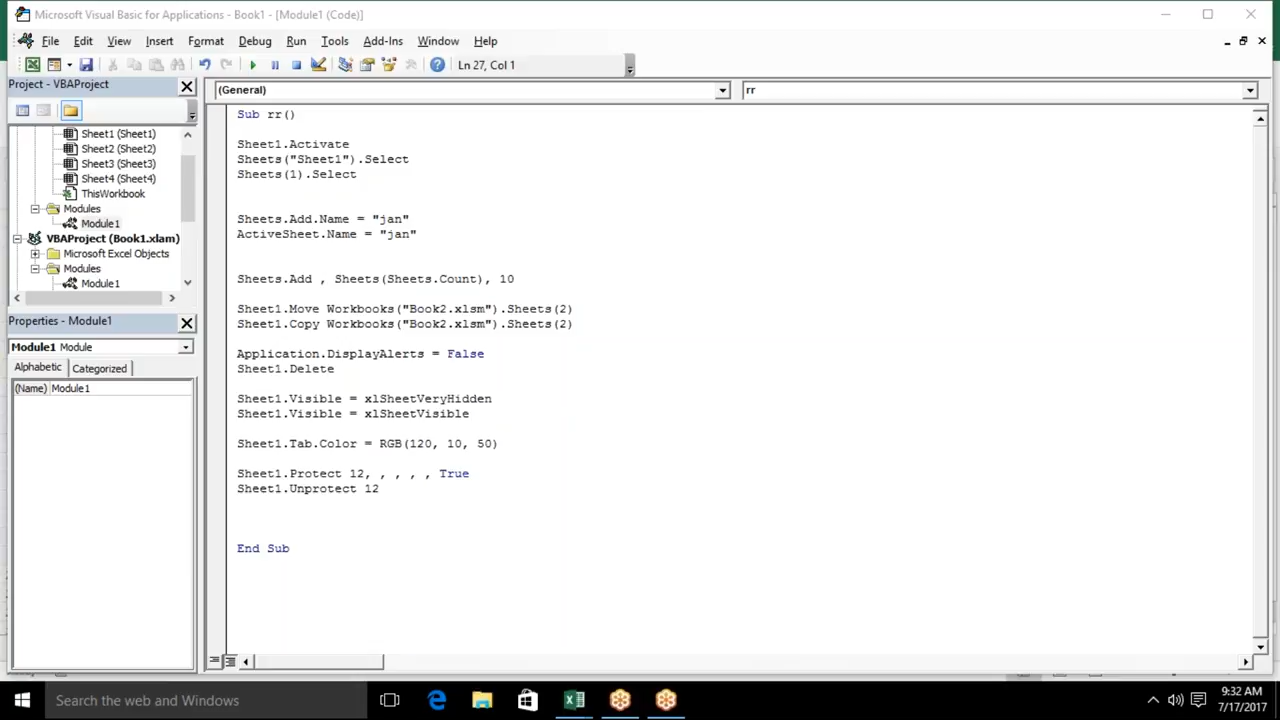 Microsoft Visual Basic for Applications - Book1 - [Module1 (Code)]
File Edit View Insert Format Debug Run Tools Add-Ins Window Help
Ln 27, Col 1
Project - VBAProject
(General)
rr
Sheet1 (Sheet1)
Sheet2 (Sheet2)
Sheet3 (Sheet3)
Sheet4 (Sheet4)
ThisWorkbook
Modules
Module1
VBAProject (Book1.xlam)
Microsoft Excel Objects
Modules
Module1
Properties - Module1
Module1 Module
Alphabetic Categorized
(Name) Module1
Sub rr()
Sheet1.Activate
Sheets("Sheet1").Select
Sheets(1).Select
Sheets.Add.Name = "jan"
ActiveSheet.Name = "jan"
Sheets.Add , Sheets(Sheets.Count), 10
Sheet1.Move Workbooks("Book2.xlsm").Sheets(2)
Sheet1.Copy Workbooks("Book2.xlsm").Sheets(2)
Application.DisplayAlerts = False
Sheet1.Delete
Sheet1.Visible = xlSheetVeryHidden
Sheet1.Visible = xlSheetVisible
Sheet1.Tab.Color = RGB(120, 10, 50)
Sheet1.Protect 12, , , , , True
Sheet1.Unprotect 12
End Sub
Search the web and Windows
9:32 AM
7/17/2017